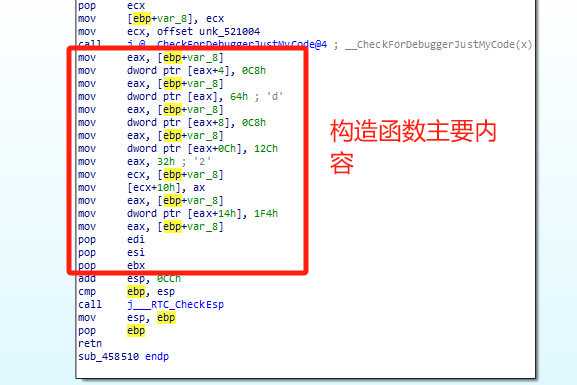 pop ecx
mov [ebp+var_8], ecx
mov ecx, offset unk_521004
call j_@__CheckForDebuggerJustMyCode@4 ; __CheckForDebuggerJustMyCode(x)
mov eax, [ebp+var_8]
mov dword ptr [eax+4], 0C8h
mov eax, [ebp+var_8]
mov dword ptr [eax], 64h ; 'd'
mov eax, [ebp+var_8]
mov dword ptr [eax+8], 0C8h
mov eax, [ebp+var_8]
mov dword ptr [eax+0Ch], 12Ch
mov eax, 32h ; '2'
mov ecx, [ebp+var_8]
mov [ecx+10h], ax
mov eax, [ebp+var_8]
mov dword ptr [eax+14h], 1F4h
mov eax, [ebp+var_8]
pop edi
pop esi
pop ebx
add esp, 0CCh
cmp ebp, esp
call j___RTC_CheckEsp
mov esp, ebp
pop ebp
retn
sub_458510 endp
构造函数主要内
容